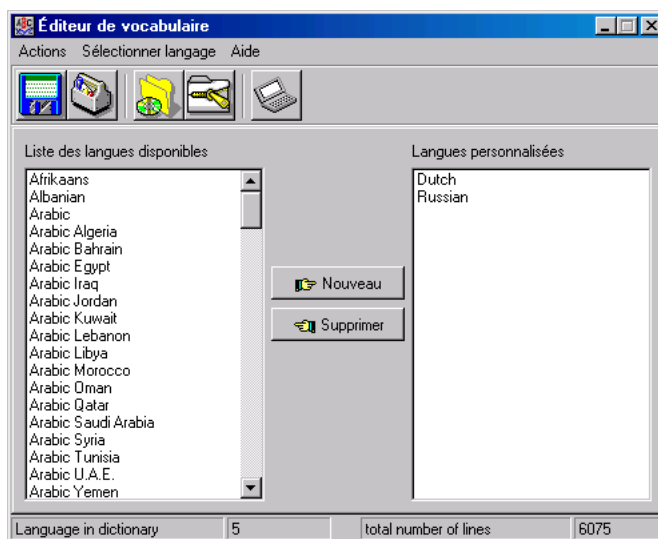 Éditeur de vocabulaire
Actions Sélectionner langage Aide
Liste des langues disponibles
Afrikaans
Albanian
Arabic
Arabic Algeria
Arabic Bahrain
Arabic Egypt
Arabic Iraq
Arabic Jordan
Arabic Kuwait
Arabic Lebanon
Arabic Libya
Arabic Morocco
Arabic Oman
Arabic Qatar
Arabic Saudi Arabia
Arabic Syria
Arabic Tunisia
Arabic U.A.E.
Arabic Yemen
Nouveau
Supprimer
Langues personnalisées
Dutch
Russian
Language in dictionary 5 total number of lines 6075